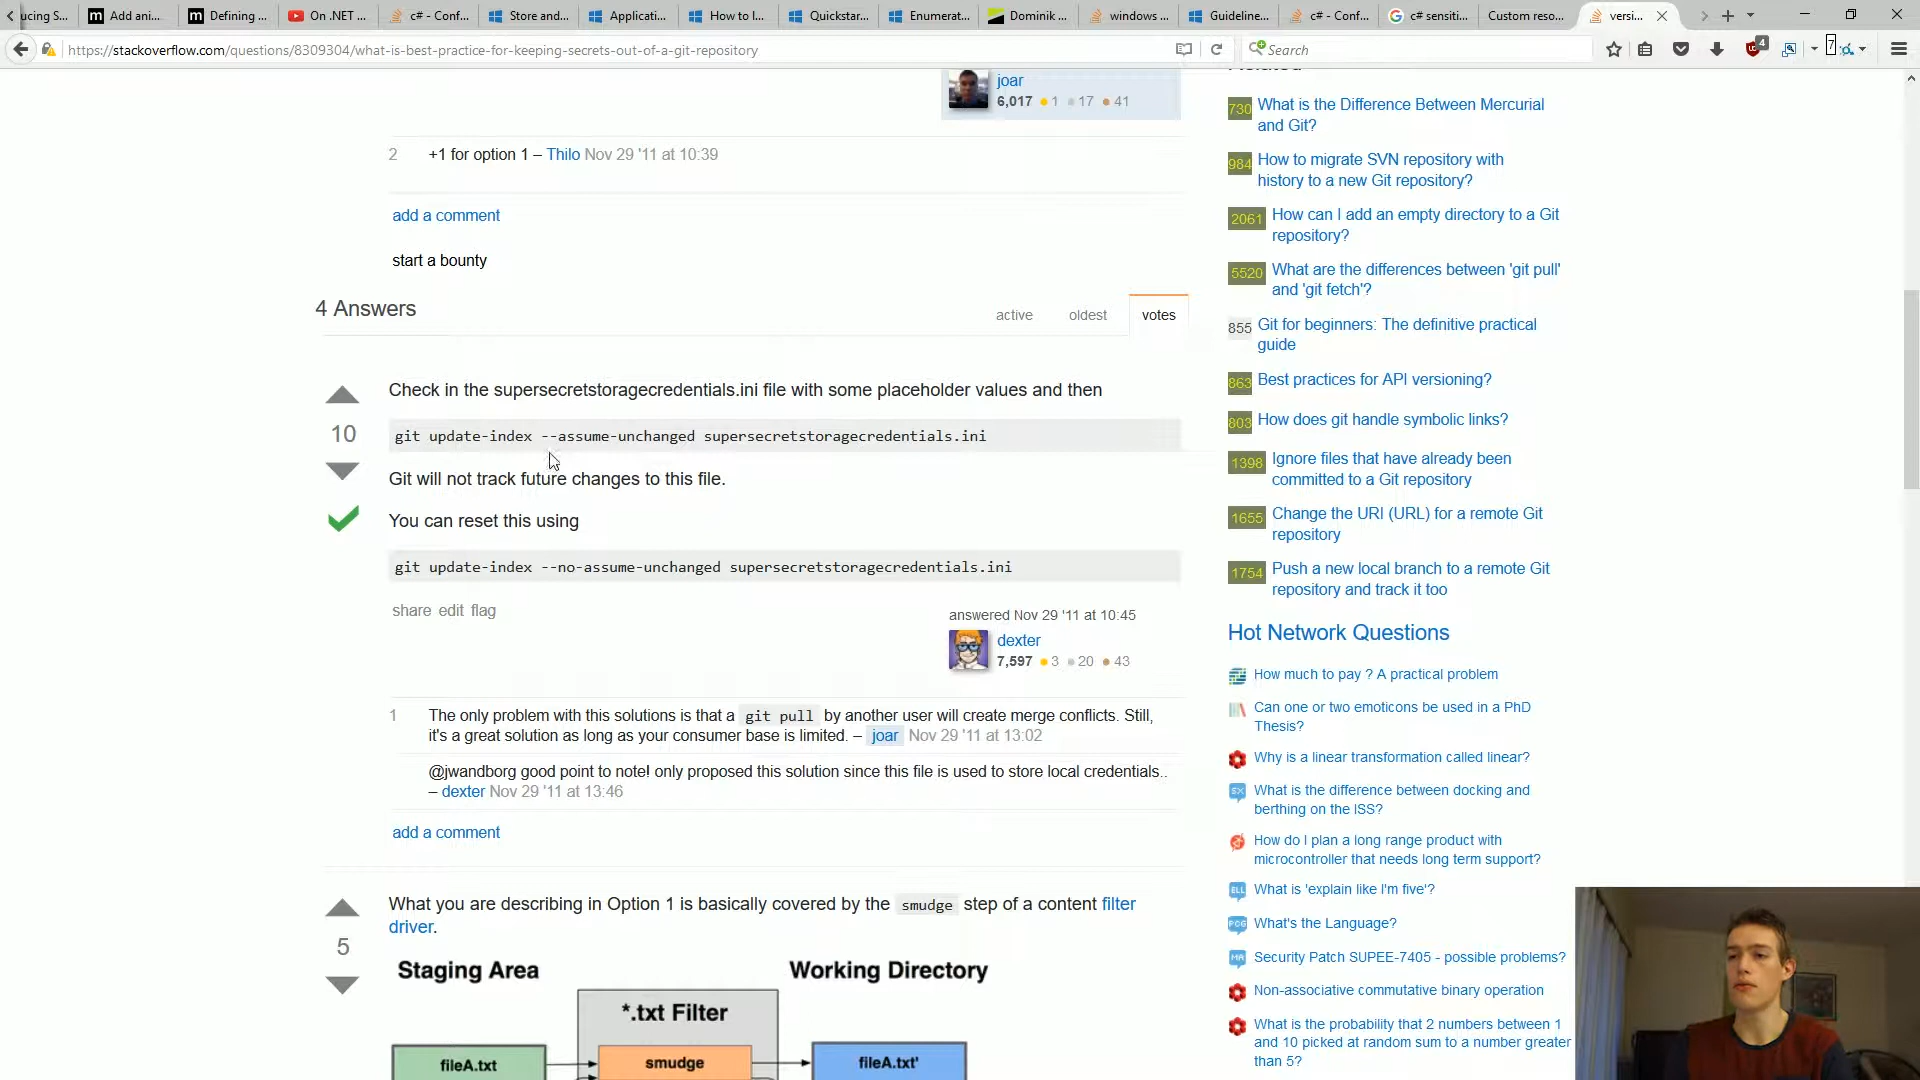 ucing S...
Add ani...
Defining ...
On .NET ...
c# - Conf...
Store and...
Applicati...
How to I...
Quickstar...
Enumerat...
Dominik ...
windows ...
Guideline...
c# - Conf...
c# sensiti...
Custom reso...
versi...
https://stackoverflow.com/questions/8309304/what-is-best-practice-for-keeping-secrets-out-of-a-git-repository
Search
4
7
joar
6,017 1 17 41
2 +1 for option 1 – Thilo Nov 29 '11 at 10:39
add a comment
start a bounty
4 Answers
active oldest votes
Check in the supersecretstoragecredentials.ini file with some placeholder values and then
10
git update-index --assume-unchanged supersecretstoragecredentials.ini
Git will not track future changes to this file.
You can reset this using
git update-index --no-assume-unchanged supersecretstoragecredentials.ini
share edit flag
answered Nov 29 '11 at 10:45
dexter
7,597 3 20 43
1 The only problem with this solutions is that a git pull by another user will create merge conflicts. Still,
it's a great solution as long as your consumer base is limited. – joar Nov 29 '11 at 13:02
@jwandborg good point to note! only proposed this solution since this file is used to store local credentials..
– dexter Nov 29 '11 at 13:46
add a comment
What you are describing in Option 1 is basically covered by the smudge step of a content filter
driver.
5
Staging Area
Working Directory
*.txt Filter
fileA.txt
smudge
fileA.txt'
Related
730 What is the Difference Between Mercurial
and Git?
984 How to migrate SVN repository with
history to a new Git repository?
2061 How can I add an empty directory to a Git
repository?
5520 What are the differences between 'git pull'
and 'git fetch'?
855 Git for beginners: The definitive practical
guide
863 Best practices for API versioning?
803 How does git handle symbolic links?
1398 Ignore files that have already been
committed to a Git repository
1655 Change the URI (URL) for a remote Git
repository
1754 Push a new local branch to a remote Git
repository and track it too
Hot Network Questions
How much to pay ? A practical problem
Can one or two emoticons be used in a PhD
Thesis?
Why is a linear transformation called linear?
What is the difference between docking and
berthing on the ISS?
How do I plan a long range product with
microcontroller that needs long term support?
What is 'explain like I'm five'?
What's the Language?
Security Patch SUPEE-7405 - possible problems?
Non-associative commutative binary operation
What is the probability that 2 numbers between 1
and 10 picked at random sum to a number greater
than 5?